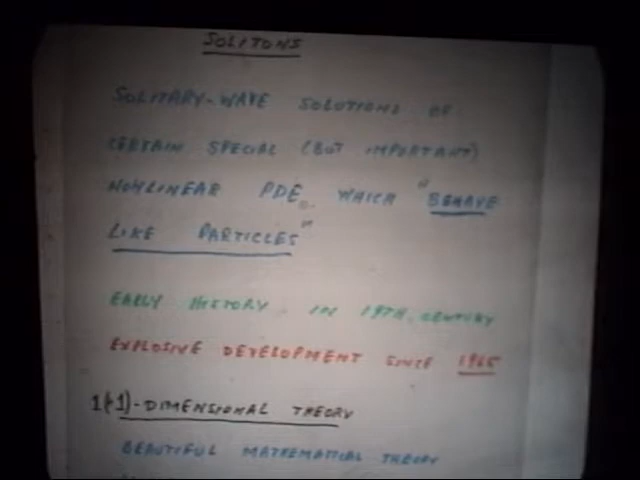 SOLITONS
SOLITARY-WAVE SOLUTIONS OF
CERTAIN SPECIAL (BUT IMPORTANT)
NONLINEAR PDE WHICH "BEHAVE
LIKE PARTICLES"
EARLY HISTORY IN 19TH CENTURY
EXPLOSIVE DEVELOPMENT SINCE 1965
1(+1)-DIMENSIONAL THEORY
BEAUTIFUL MATHEMATICAL THEORY